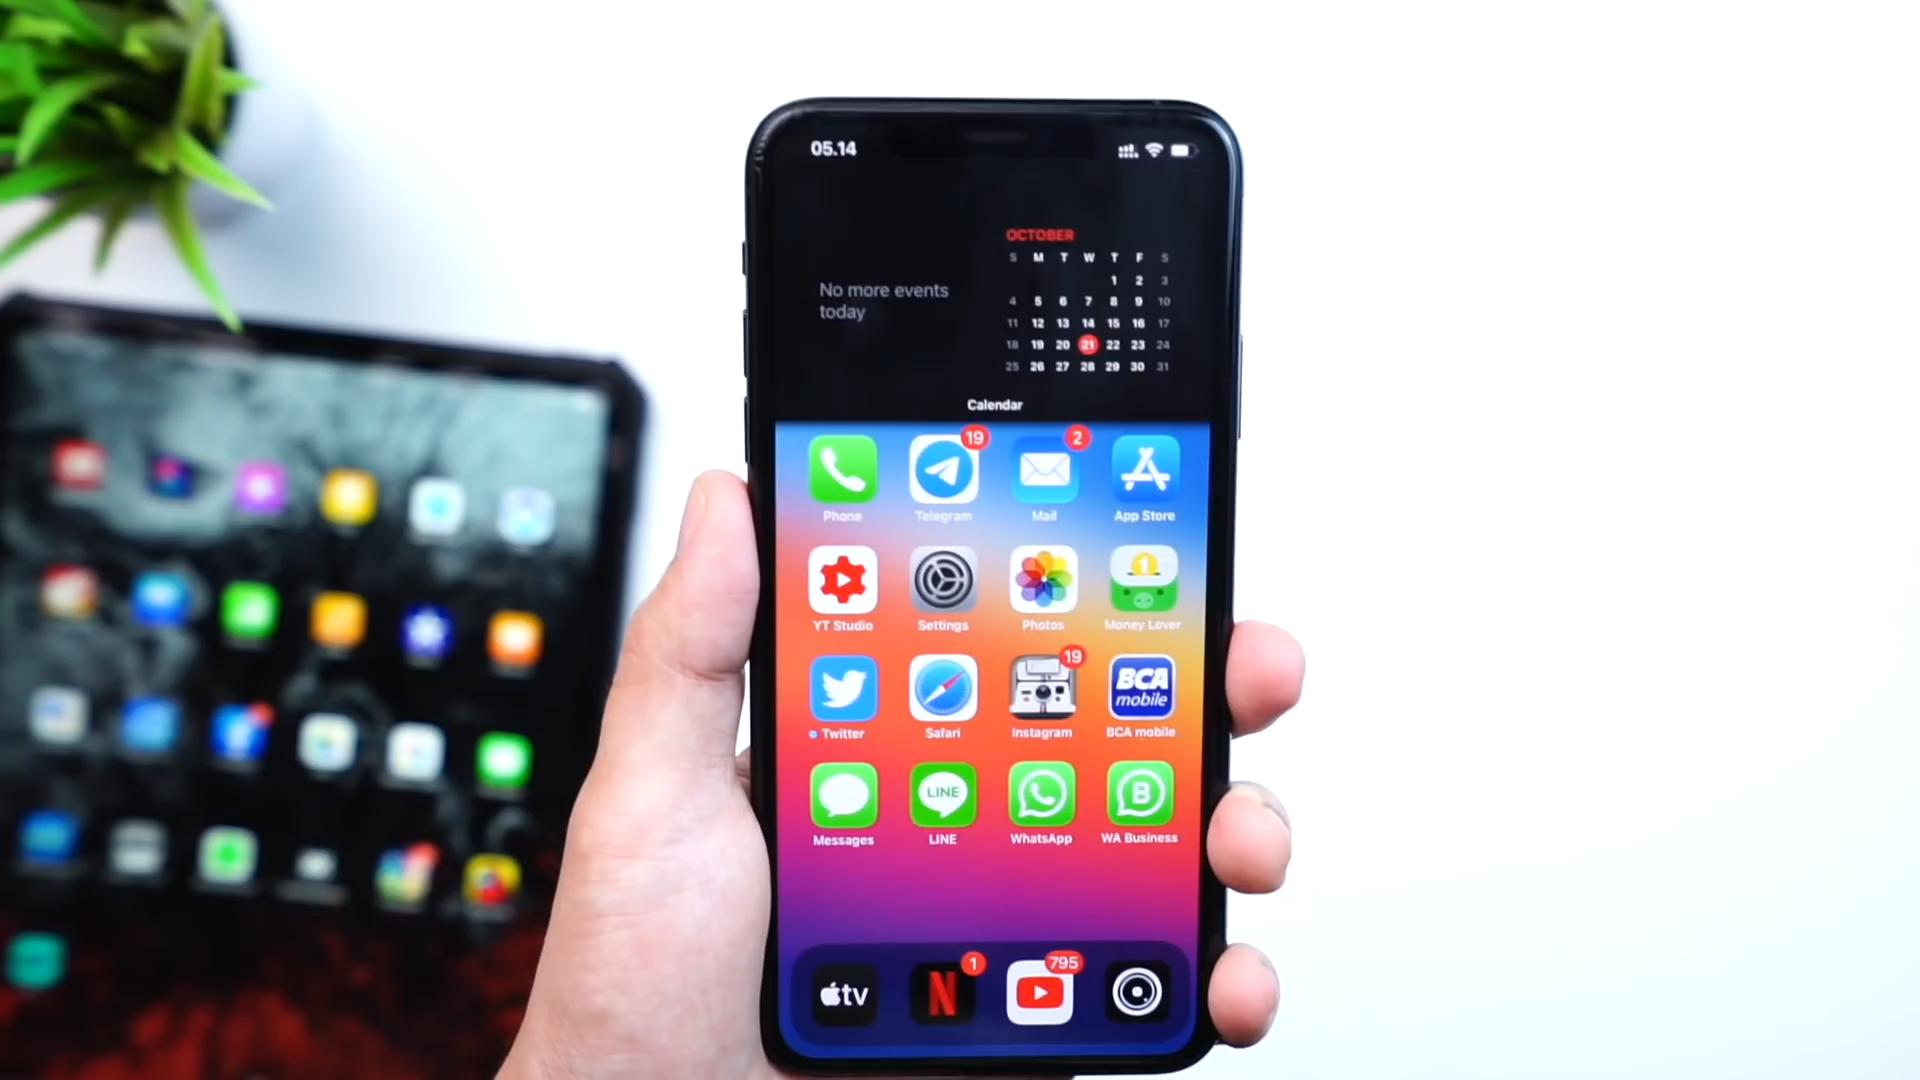 05.14
No more events
today
OCTOBER
S M T W T F S
1 2 3
4 5 6 7 8 9 10
11 12 13 14 15 16 17
18 19 20 21 22 23 24
25 26 27 28 29 30 31
Calendar
19 2
Phone Telegram Mail App Store
1
YT Studio Settings Photos Money Lover
19
BCA
mobile
Twitter Safari Instagram BCA mobile
LINE B
Messages LINE WhatsApp WA Business
1 795
tv N